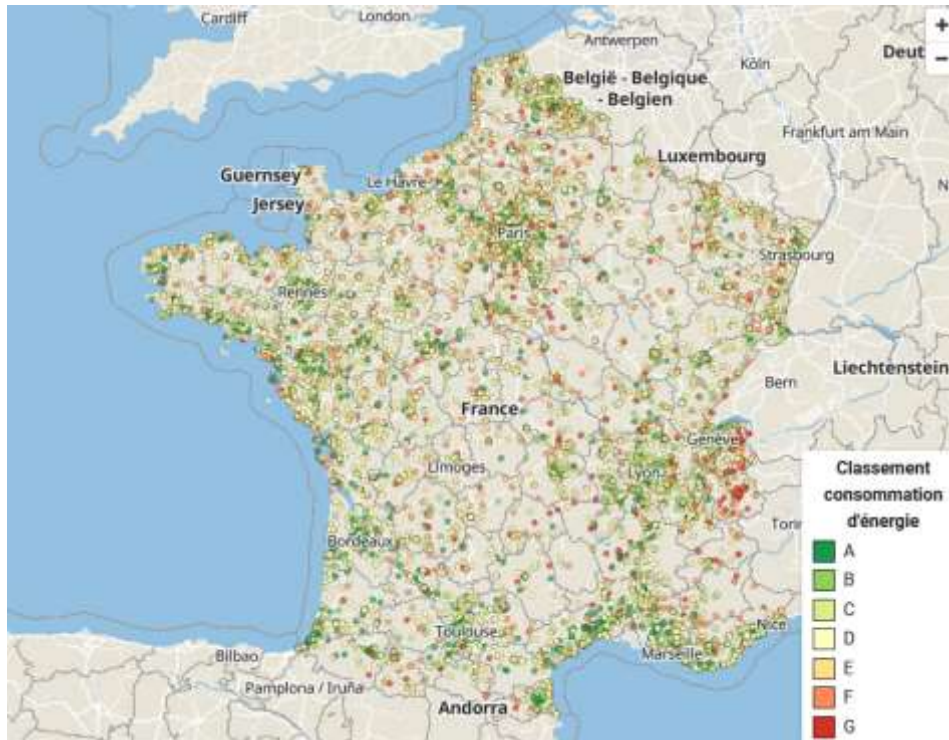 Cardiff
London
+
Antwerpen
Deut
België - Belgique
- Belgien
Köln
−
Frankfurt am Main
Luxembourg
Guernsey
Le Havre
N
Jersey
Paris
Strasbourg
Rennes
Liechtenstein
Bern
France
Genève
Limoges
Lyon
Classement
consommation
d'énergie
Torin
Bordeaux
A
B
C
Toulouse
Nice
D
Bilbao
Marseille
E
Pamplona / Iruña
Andorra
F
G